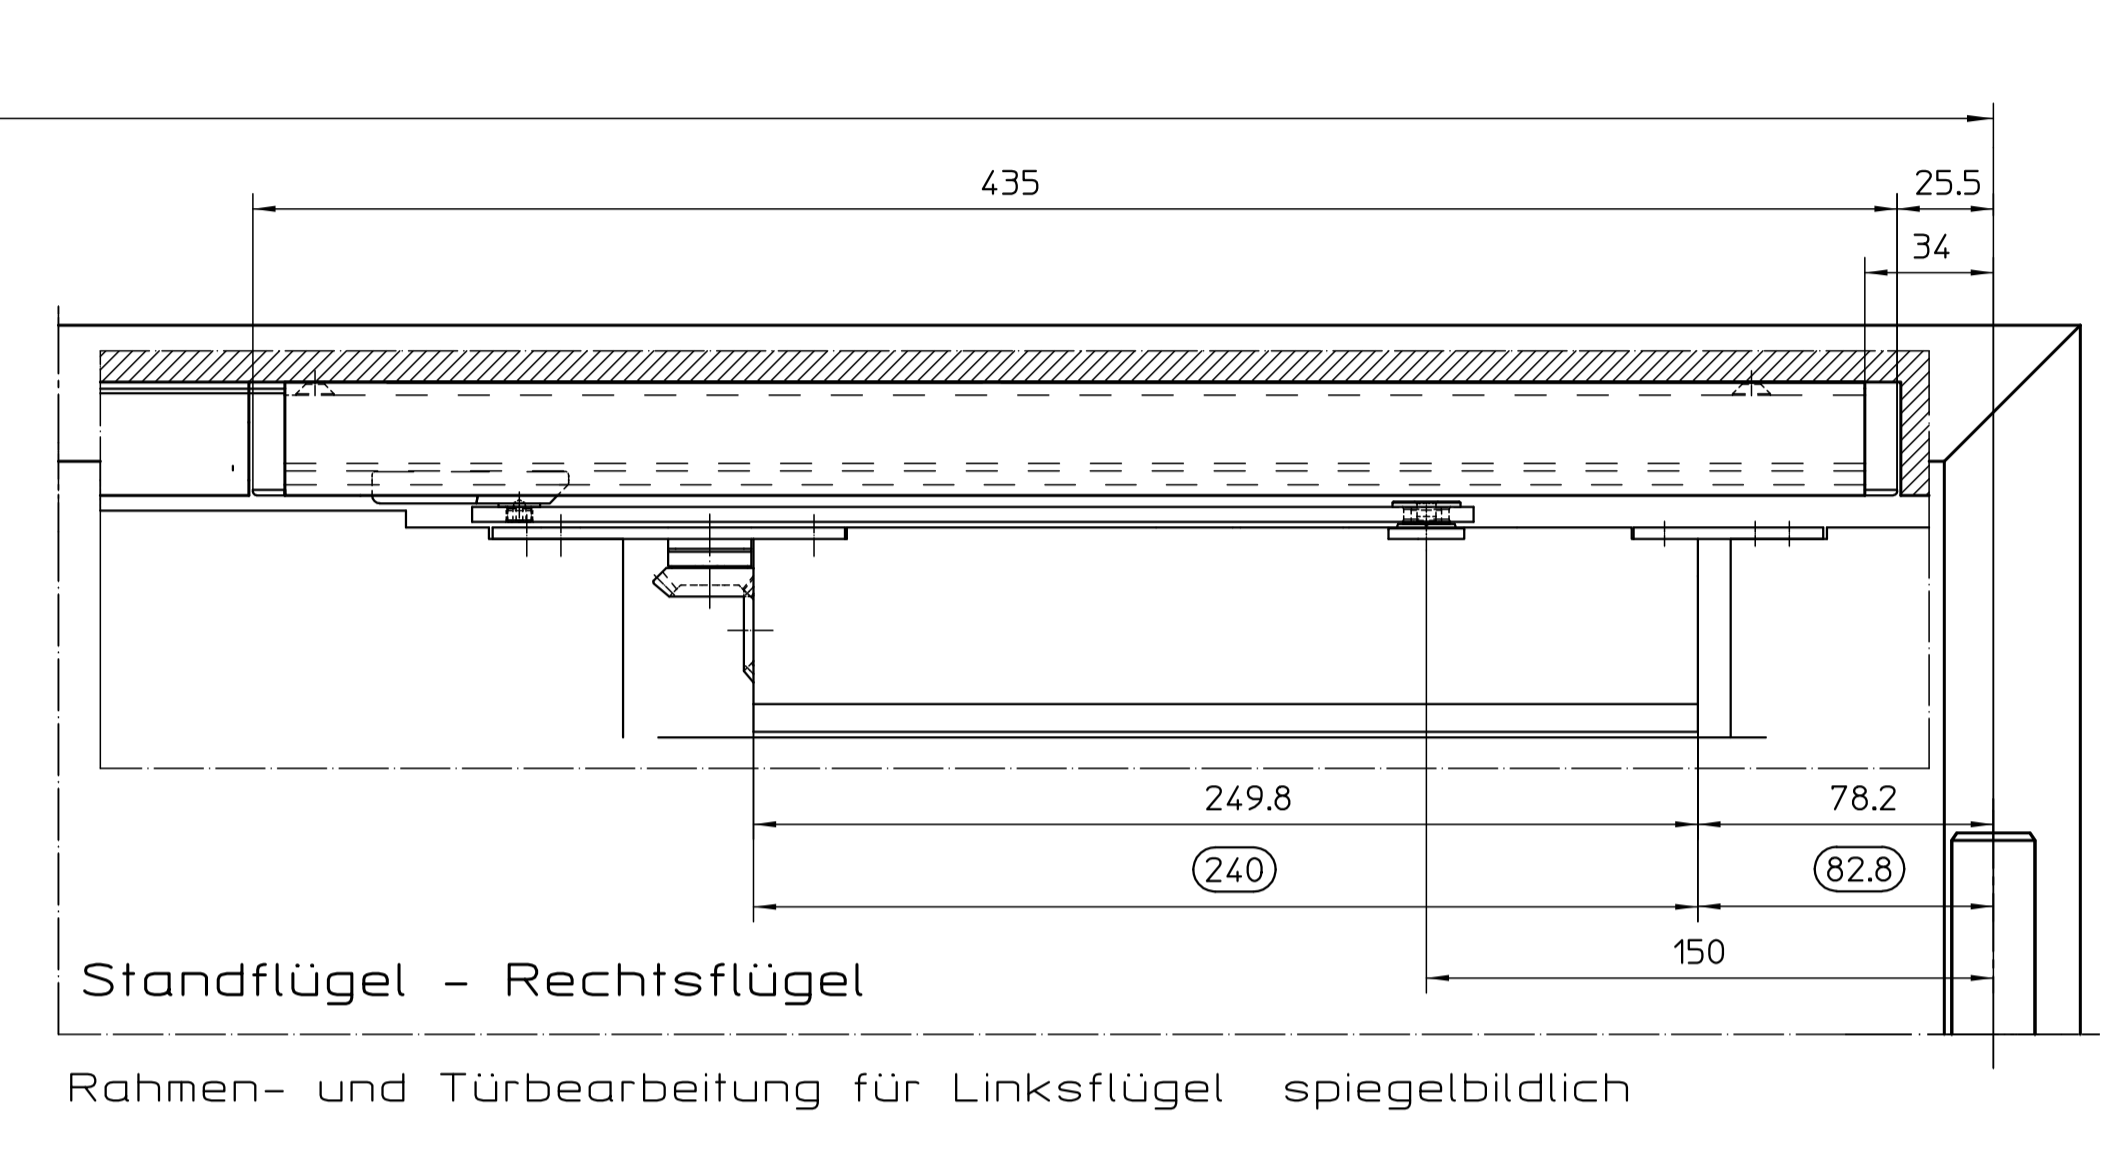 435 25.5
34
249.8 78.2
240 82.8
150
Standflügel - Rechtsflügel
Rahmen- und Türbearbeitung für Linksflügel spiegelbildlich